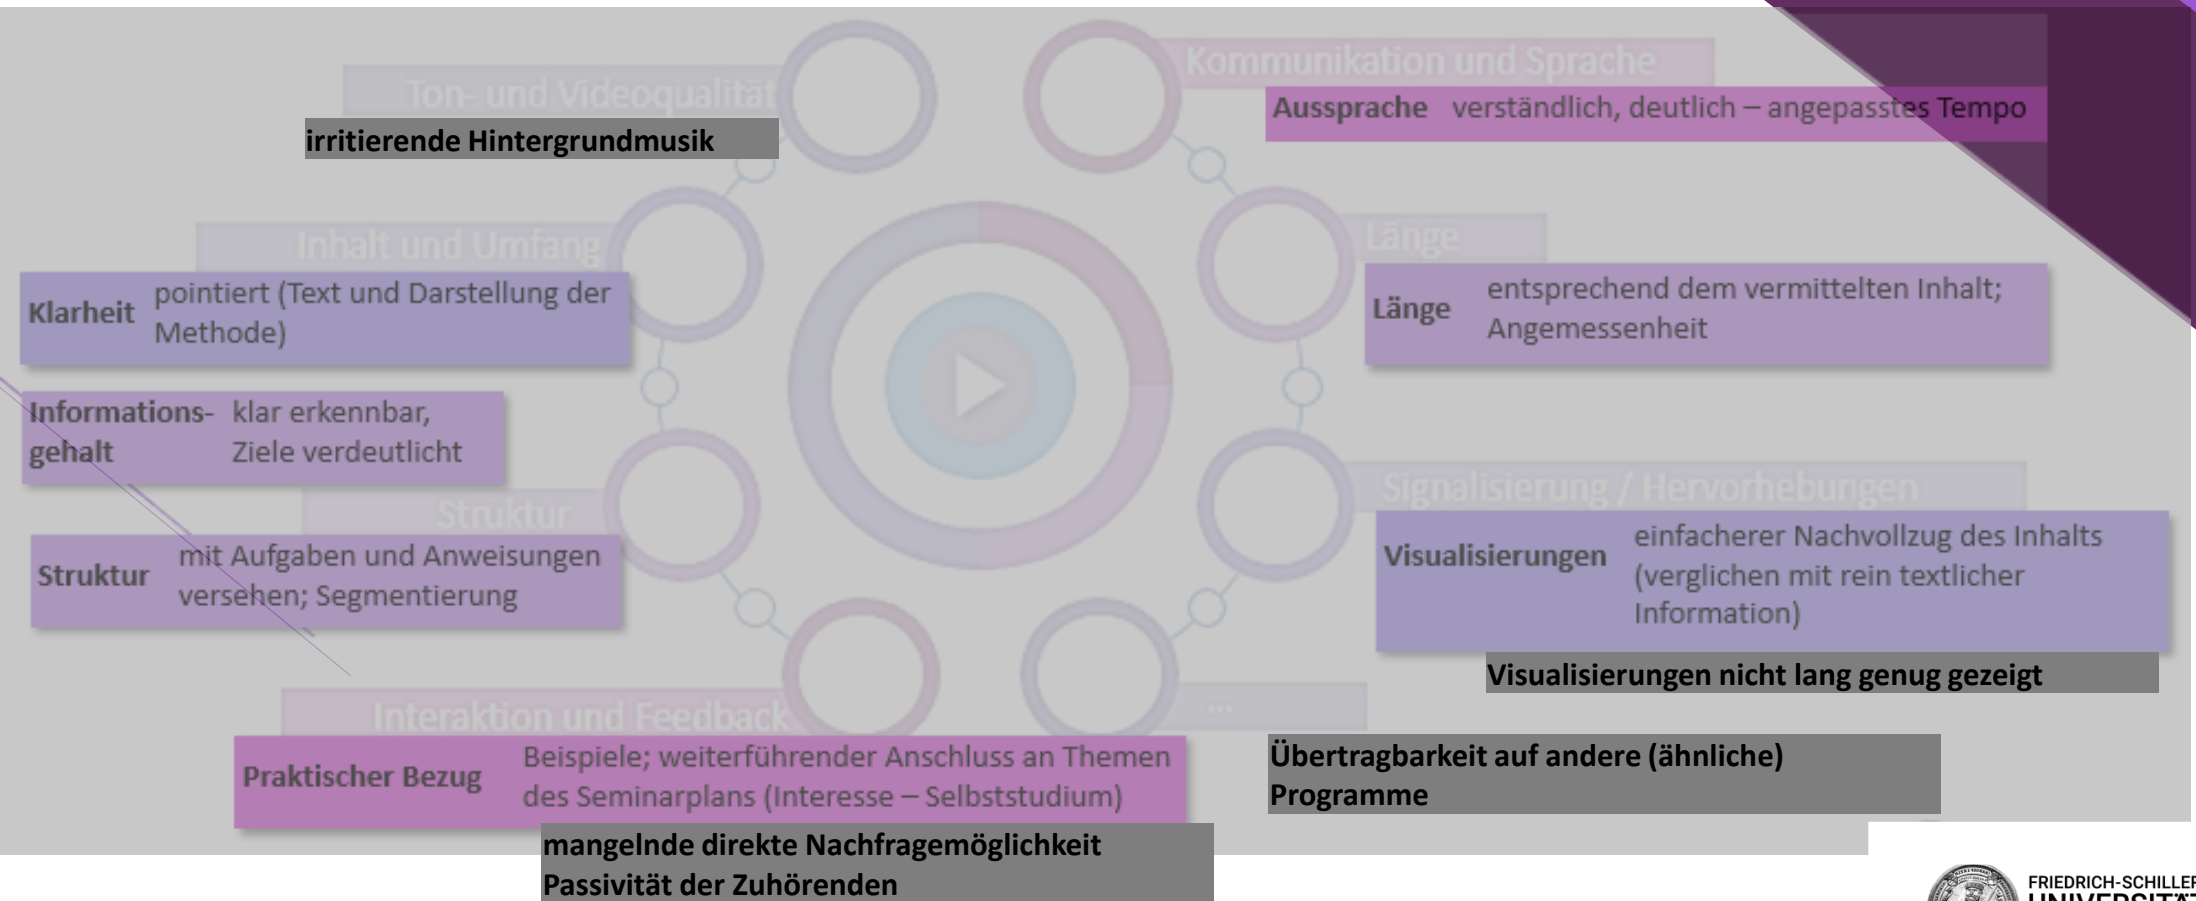 Ton- und Videoqualität
irritierende Hintergrundmusik
Inhalt und Umfang
Klarheit pointiert (Text und Darstellung der
Methode)
Informations- klar erkennbar,
gehalt Ziele verdeutlicht
Struktur
Struktur mit Aufgaben und Anweisungen
versehen; Segmentierung
Interaktion und Feedback
Praktischer Bezug Beispiele; weiterführender Anschluss an Themen
des Seminarplans (Interesse – Selbststudium)
mangelnde direkte Nachfragemöglichkeit
Passivität der Zuhörenden
Kommunikation und Sprache
Aussprache verständlich, deutlich – angepasstes Tempo
Länge
Länge entsprechend dem vermittelten Inhalt;
Angemessenheit
Signalisierung / Hervorhebungen
Visualisierungen einfacherer Nachvollzug des Inhalts
(verglichen mit rein textlicher
Information)
Visualisierungen nicht lang genug gezeigt
...
Übertragbarkeit auf andere (ähnliche)
Programme
FRIEDRICH-SCHILLER
UNIVERSITÄT